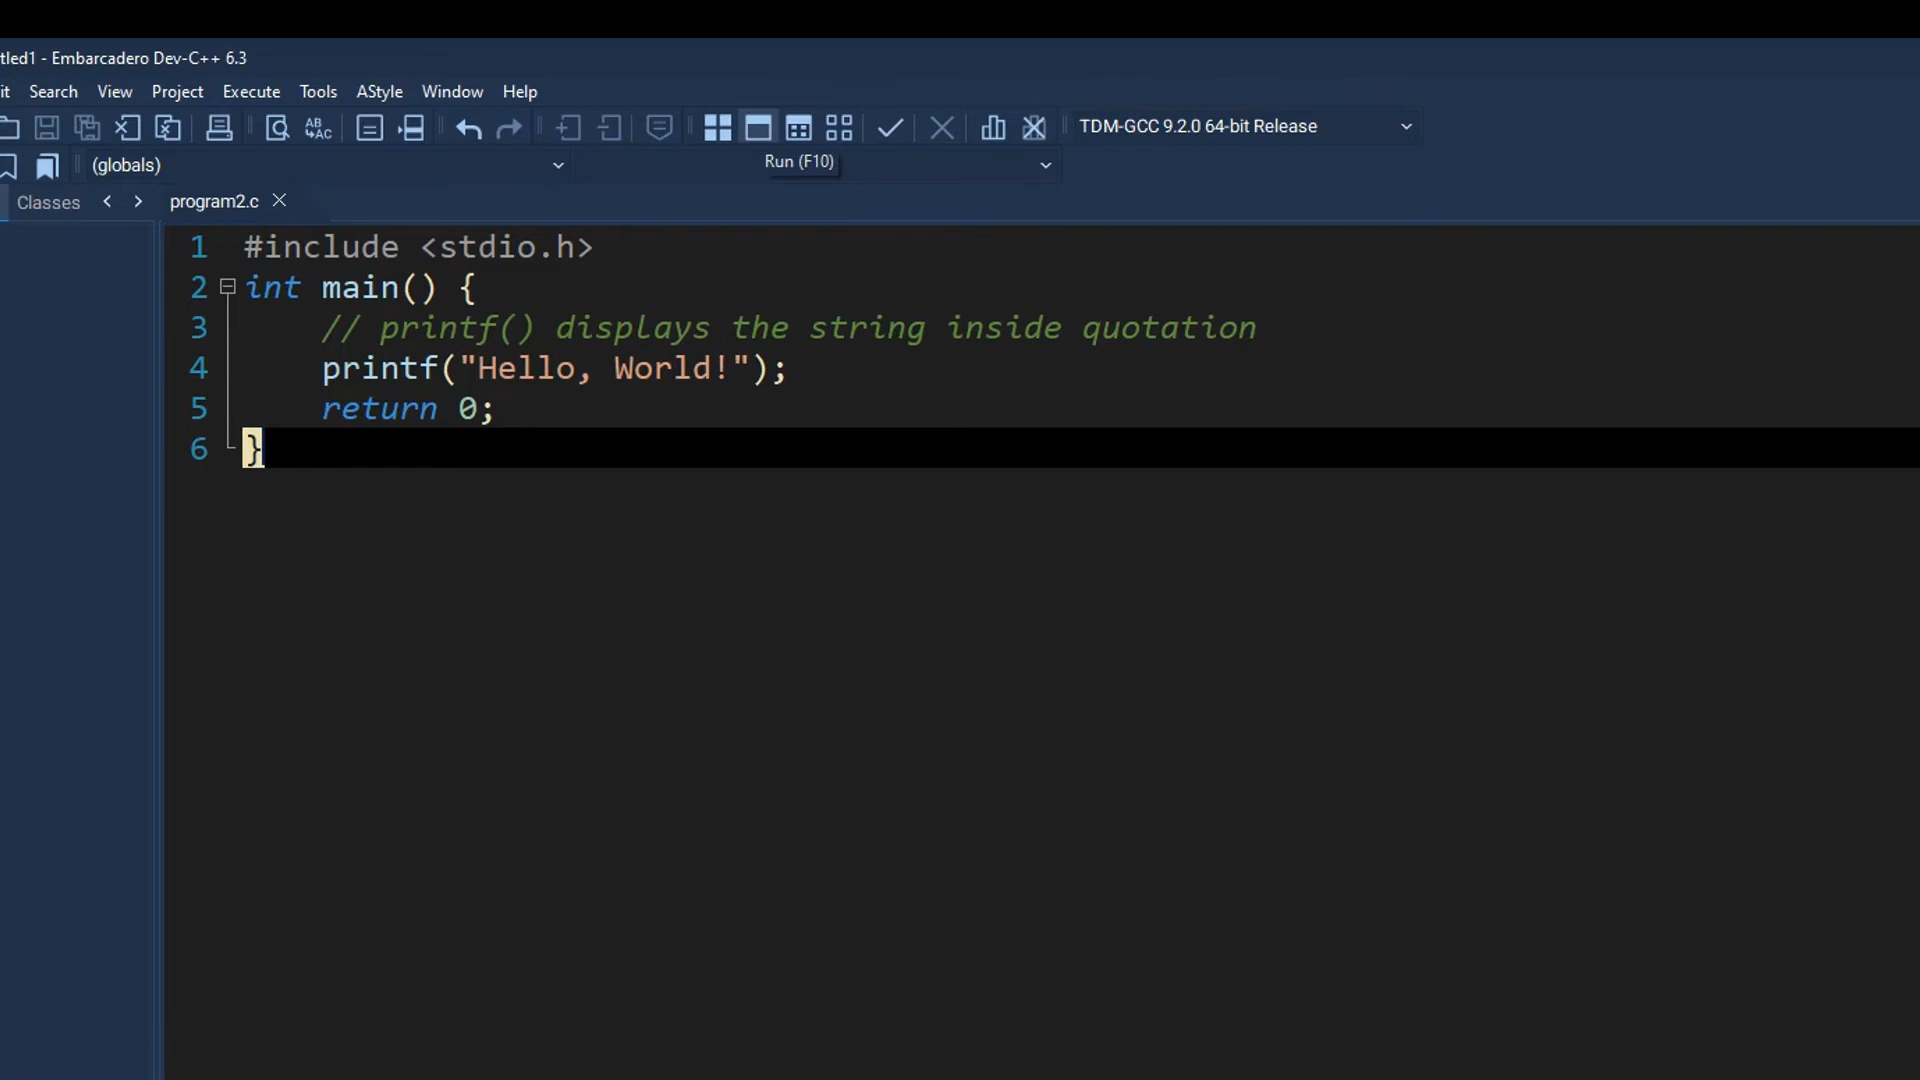 tled1 - Embarcadero Dev-C++ 6.3
it Search View Project Execute Tools AStyle Window Help
TDM-GCC 9.2.0 64-bit Release
(globals)
Run (F10)
Classes program2.c
1 #include <stdio.h>
2 int main() {
3 // printf() displays the string inside quotation
4 printf("Hello, World!");
5 return 0;
6 }